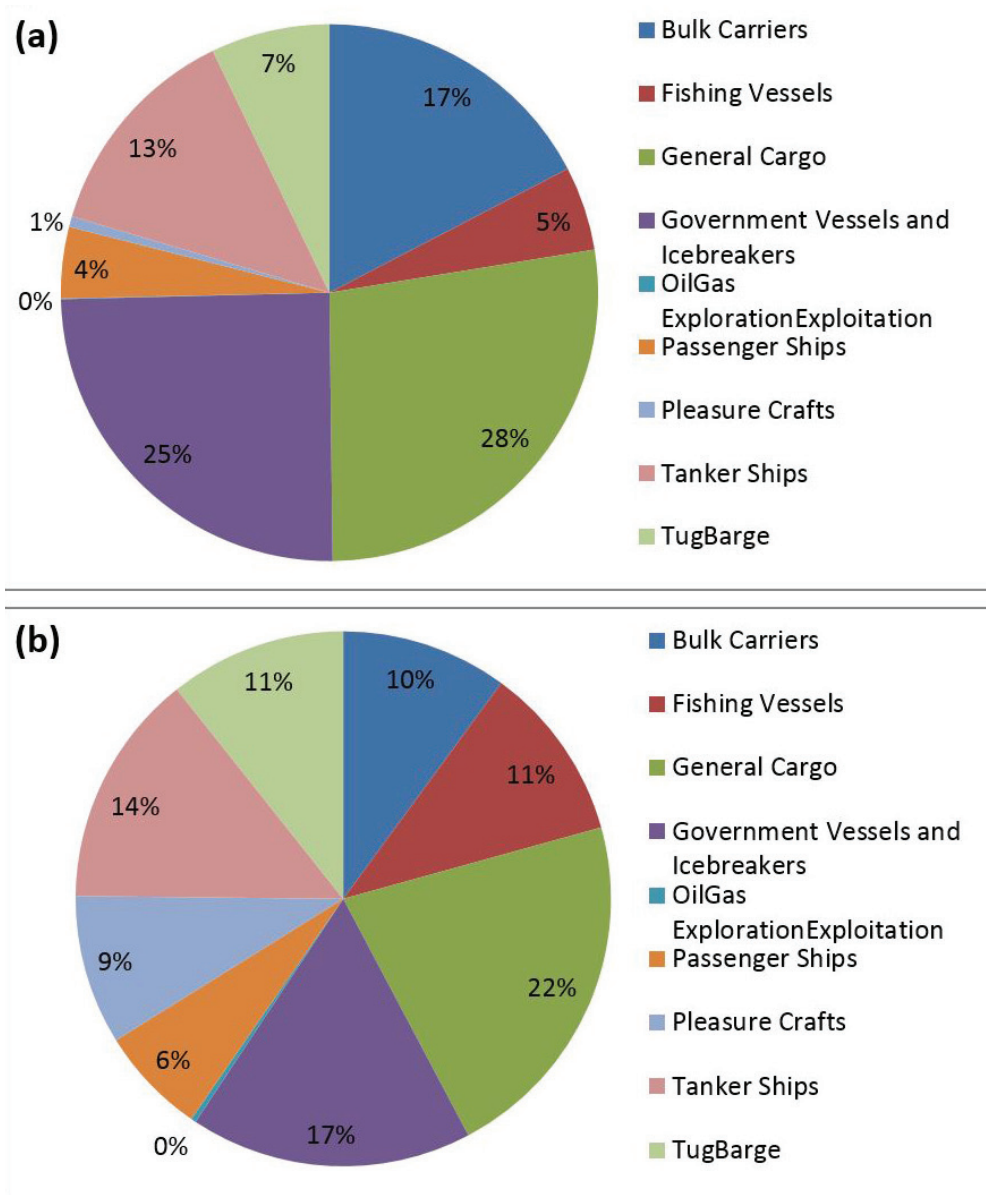 (a)
7%
17%
13%
5%
1%
4%
0%
25%
28%
Bulk Carriers
Fishing Vessels
General Cargo
Government Vessels and
Icebreakers
OilGas
ExplorationExploitation
Passenger Ships
Pleasure Crafts
Tanker Ships
TugBarge
(b)
11%
10%
14%
11%
9%
22%
6%
17%
0%
Bulk Carriers
Fishing Vessels
General Cargo
Government Vessels and
Icebreakers
OilGas
ExplorationExploitation
Passenger Ships
Pleasure Crafts
Tanker Ships
TugBarge